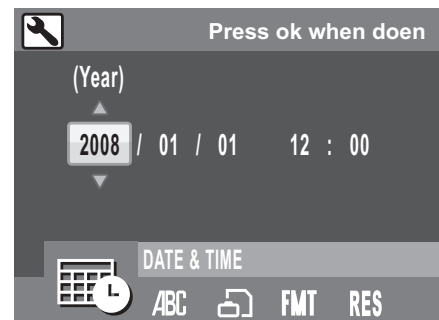 Press ok when doen
(Year)
2008 / 01 / 01 12 : 00
DATE & TIME
ABC FMT RES